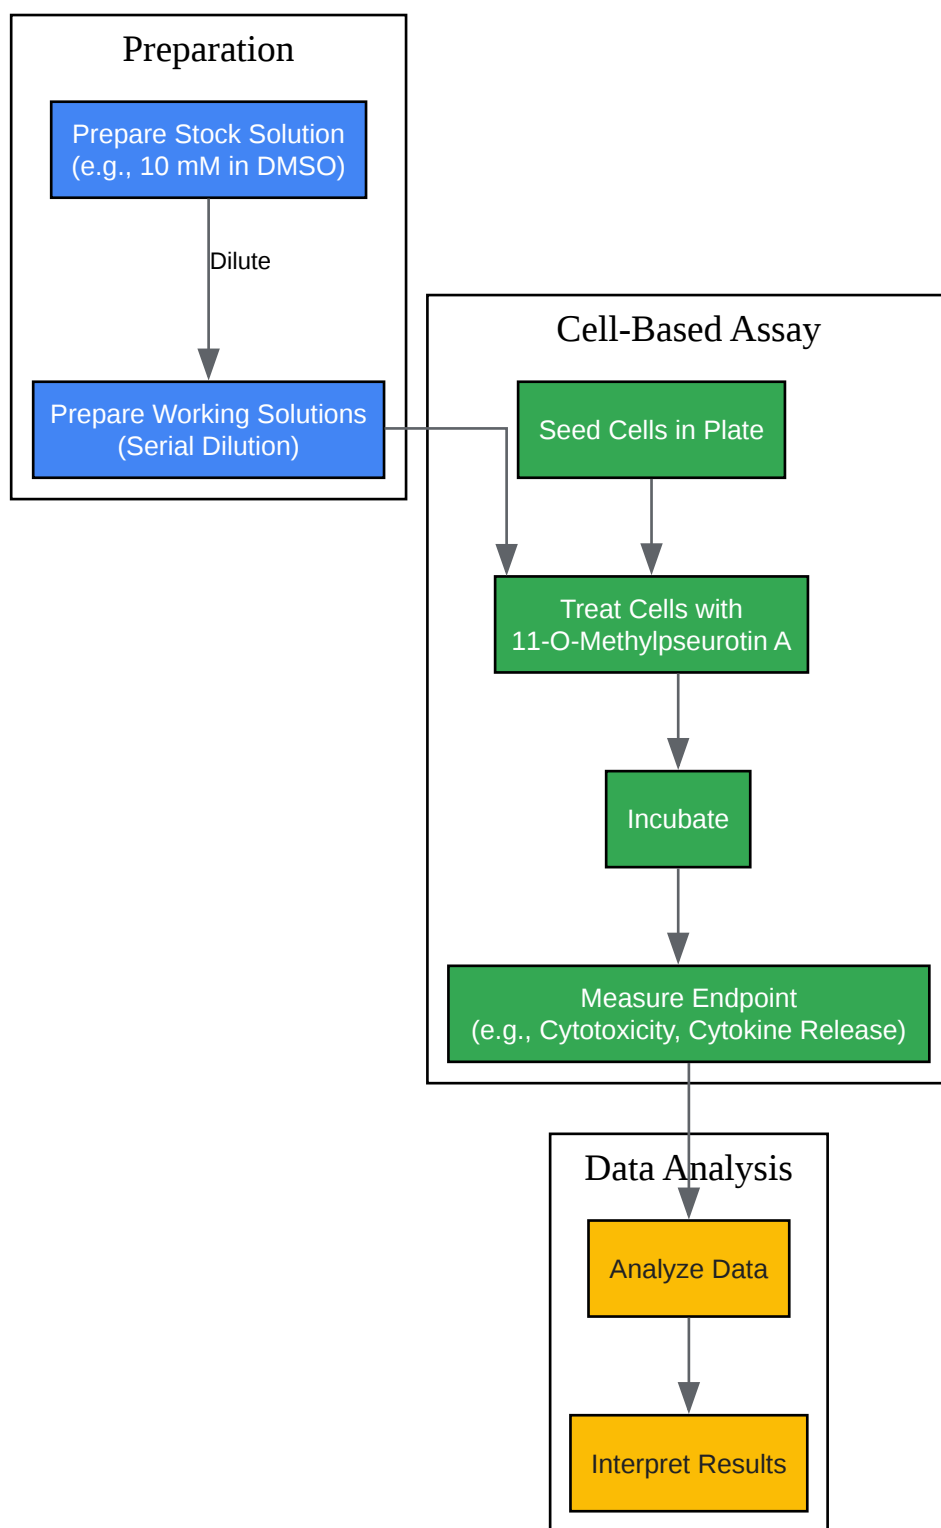 Preparation
Prepare Stock Solution
(e.g., 10 mM in DMSO)
Dilute
Prepare Working Solutions
(Serial Dilution)
Cell-Based Assay
Seed Cells in Plate
Treat Cells with
11-O-Methylpseurotin A
Incubate
Measure Endpoint
(e.g., Cytotoxicity, Cytokine Release)
Data Analysis
Analyze Data
Interpret Results